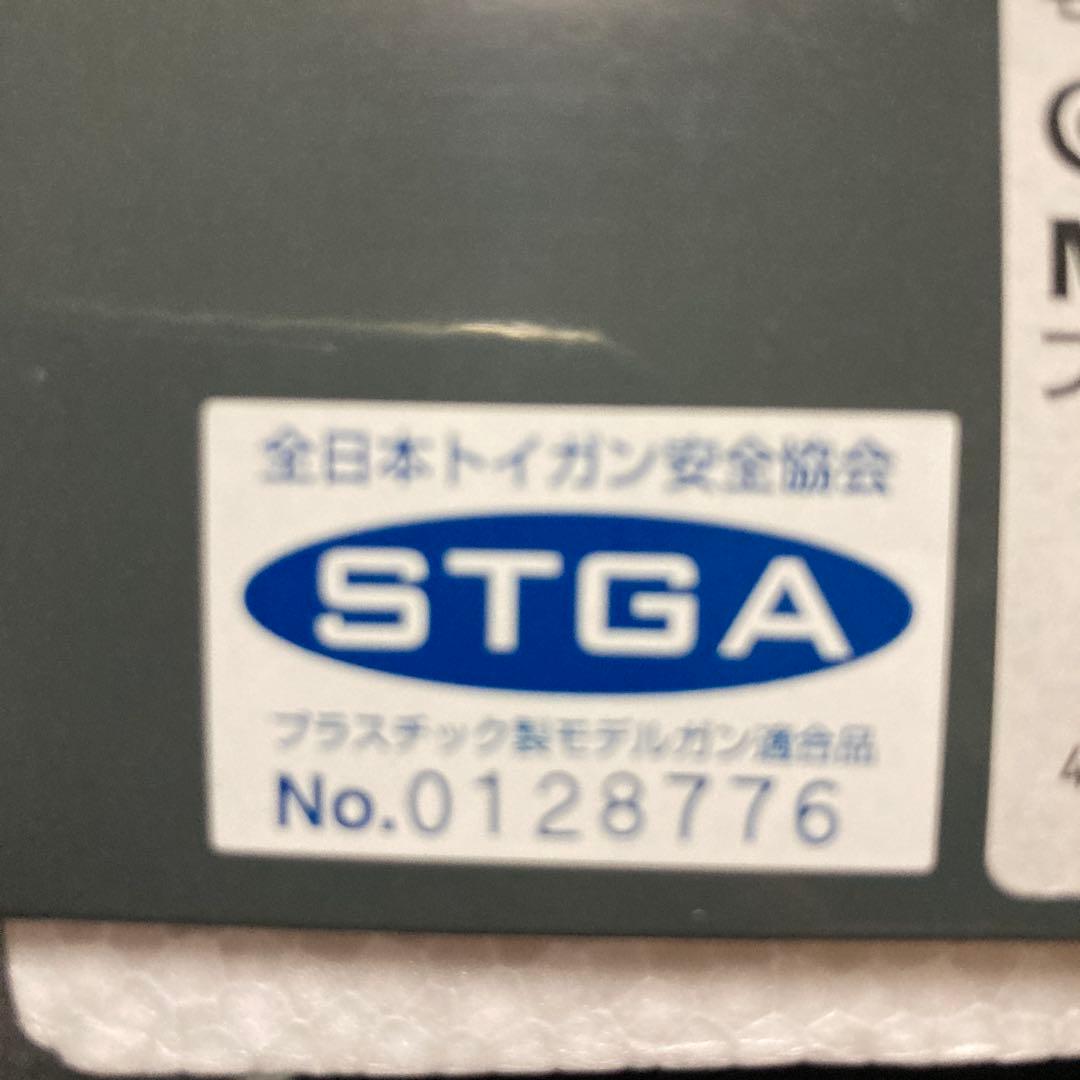 全日本トイガン安全協会
STGA
プラスチック製モデルガン適合品
No.0128776
M